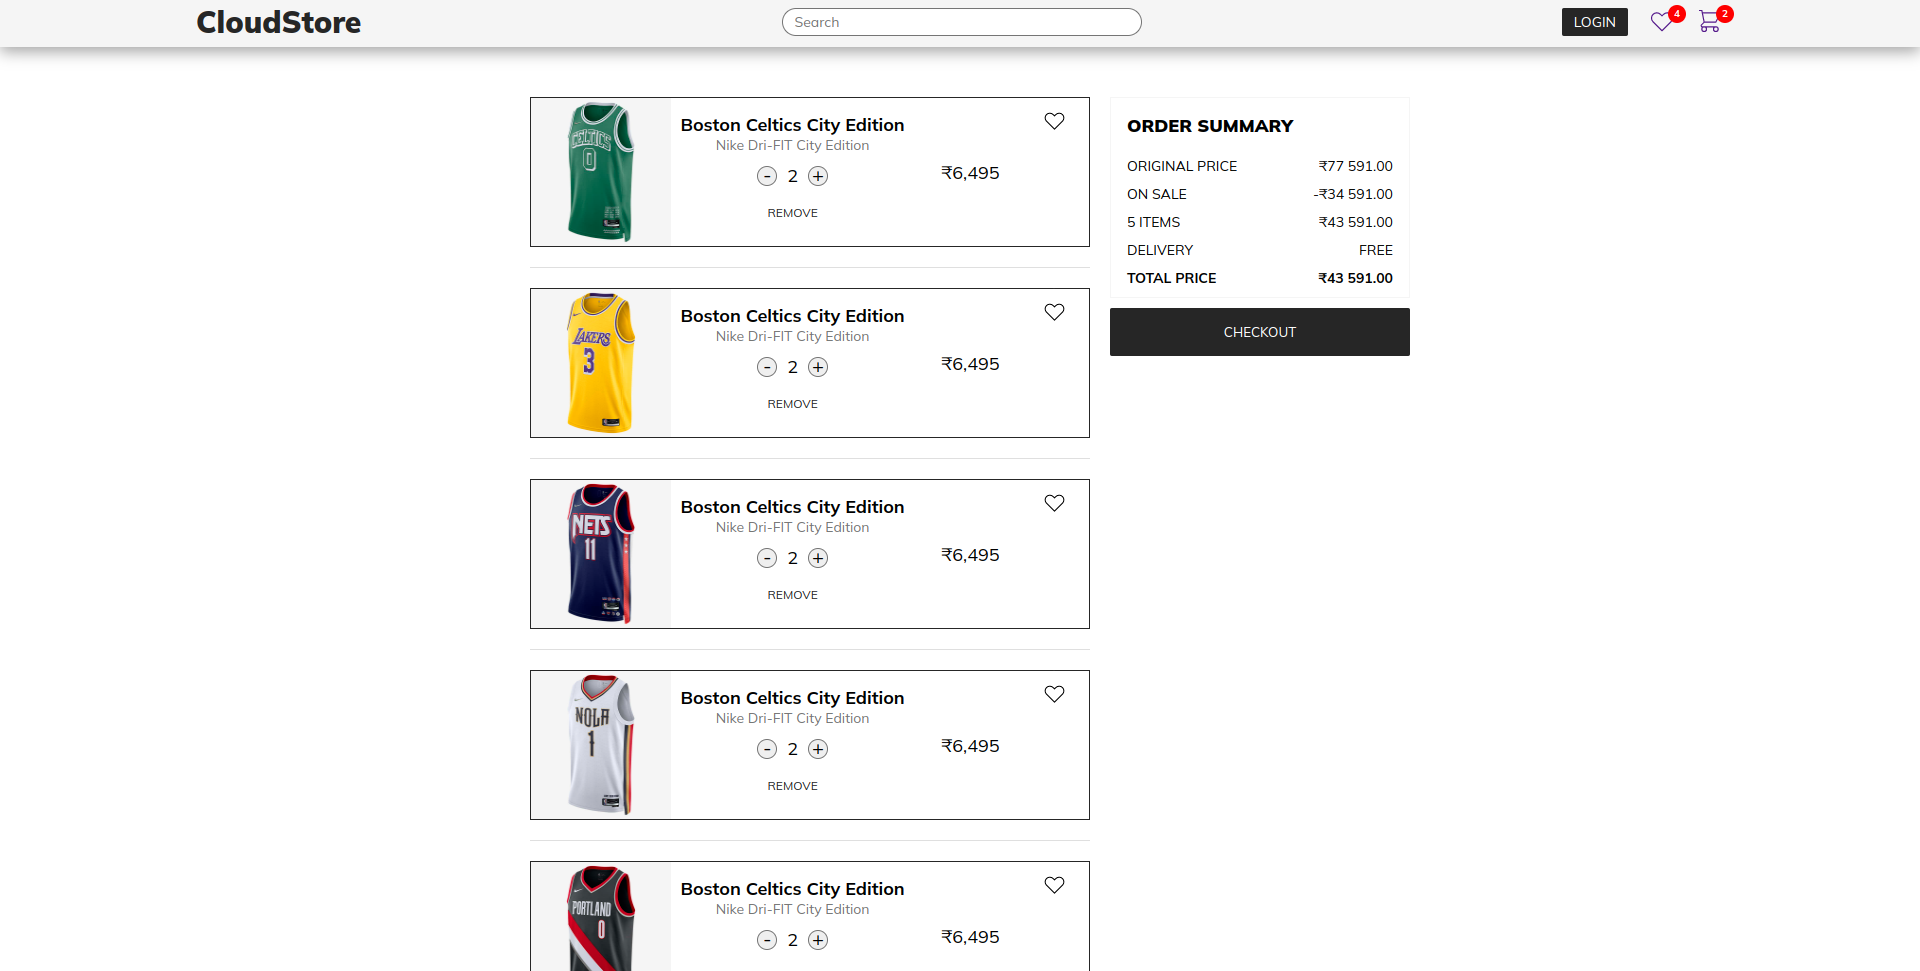 CloudStore
Search
LOGIN
4
2
CELTICS
0
Boston Celtics City Edition
Nike Dri-FIT City Edition
- 2 +
₹6,495
REMOVE
LAKERS
3
Boston Celtics City Edition
Nike Dri-FIT City Edition
- 2 +
₹6,495
REMOVE
NETS
11
Boston Celtics City Edition
Nike Dri-FIT City Edition
- 2 +
₹6,495
REMOVE
NOLA
1
Boston Celtics City Edition
Nike Dri-FIT City Edition
- 2 +
₹6,495
REMOVE
PORTLAND
0
Boston Celtics City Edition
Nike Dri-FIT City Edition
- 2 +
₹6,495
ORDER SUMMARY
ORIGINAL PRICE ₹77 591.00
ON SALE -₹34 591.00
5 ITEMS ₹43 591.00
DELIVERY FREE
TOTAL PRICE ₹43 591.00
CHECKOUT